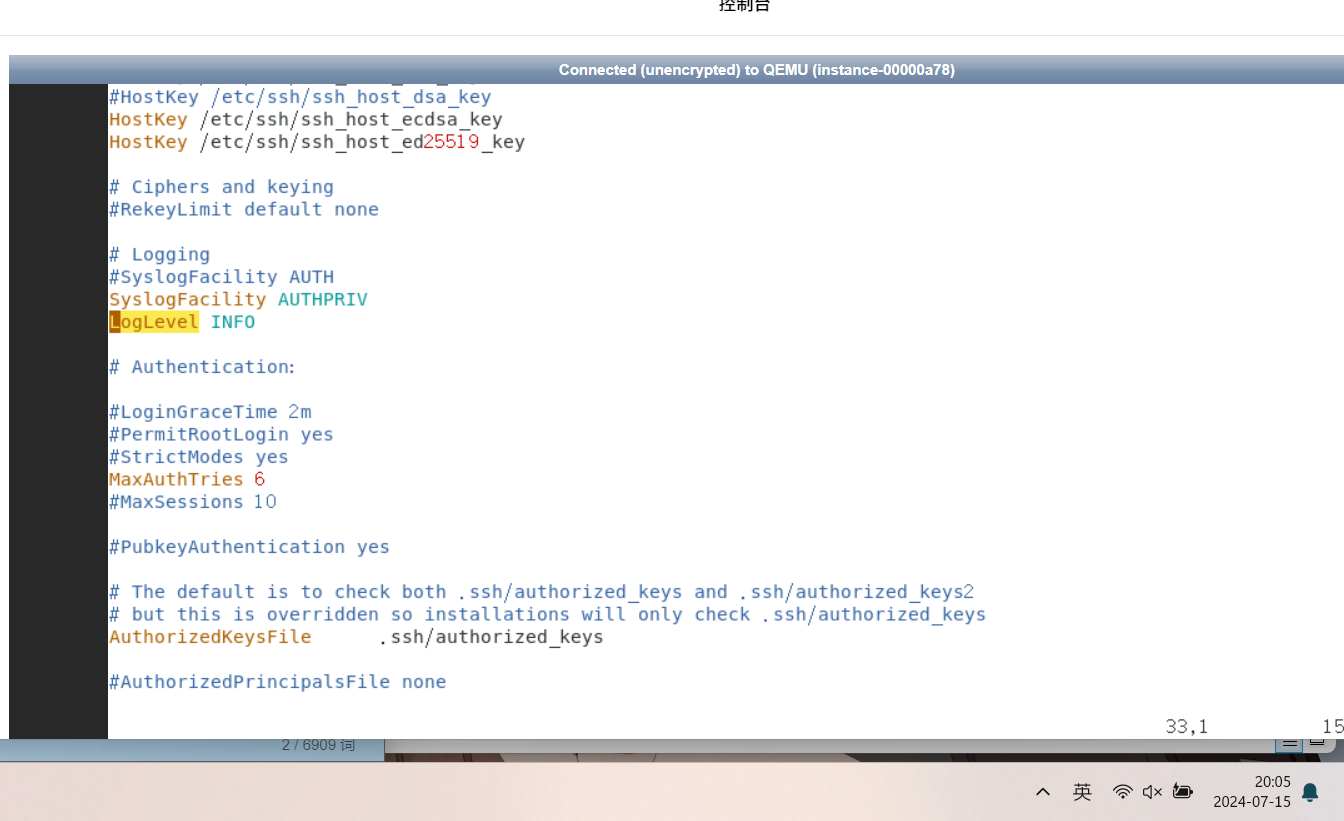 控制台
Connected (unencrypted) to QEMU (instance-00000a78)
#HostKey /etc/ssh/ssh_host_dsa_key
HostKey /etc/ssh/ssh_host_ecdsa_key
HostKey /etc/ssh/ssh_host_ed25519_key
# Ciphers and keying
#RekeyLimit default none
# Logging
#SyslogFacility AUTH
SyslogFacility AUTHPRIV
LogLevel INFO
# Authentication:
#LoginGraceTime 2m
#PermitRootLogin yes
#StrictModes yes
MaxAuthTries 6
#MaxSessions 10
#PubkeyAuthentication yes
# The default is to check both .ssh/authorized_keys and .ssh/authorized_keys2
# but this is overridden so installations will only check .ssh/authorized_keys
AuthorizedKeysFile .ssh/authorized_keys
#AuthorizedPrincipalsFile none
33,1 15
2 / 6909 词
英
20:05
2024-07-15